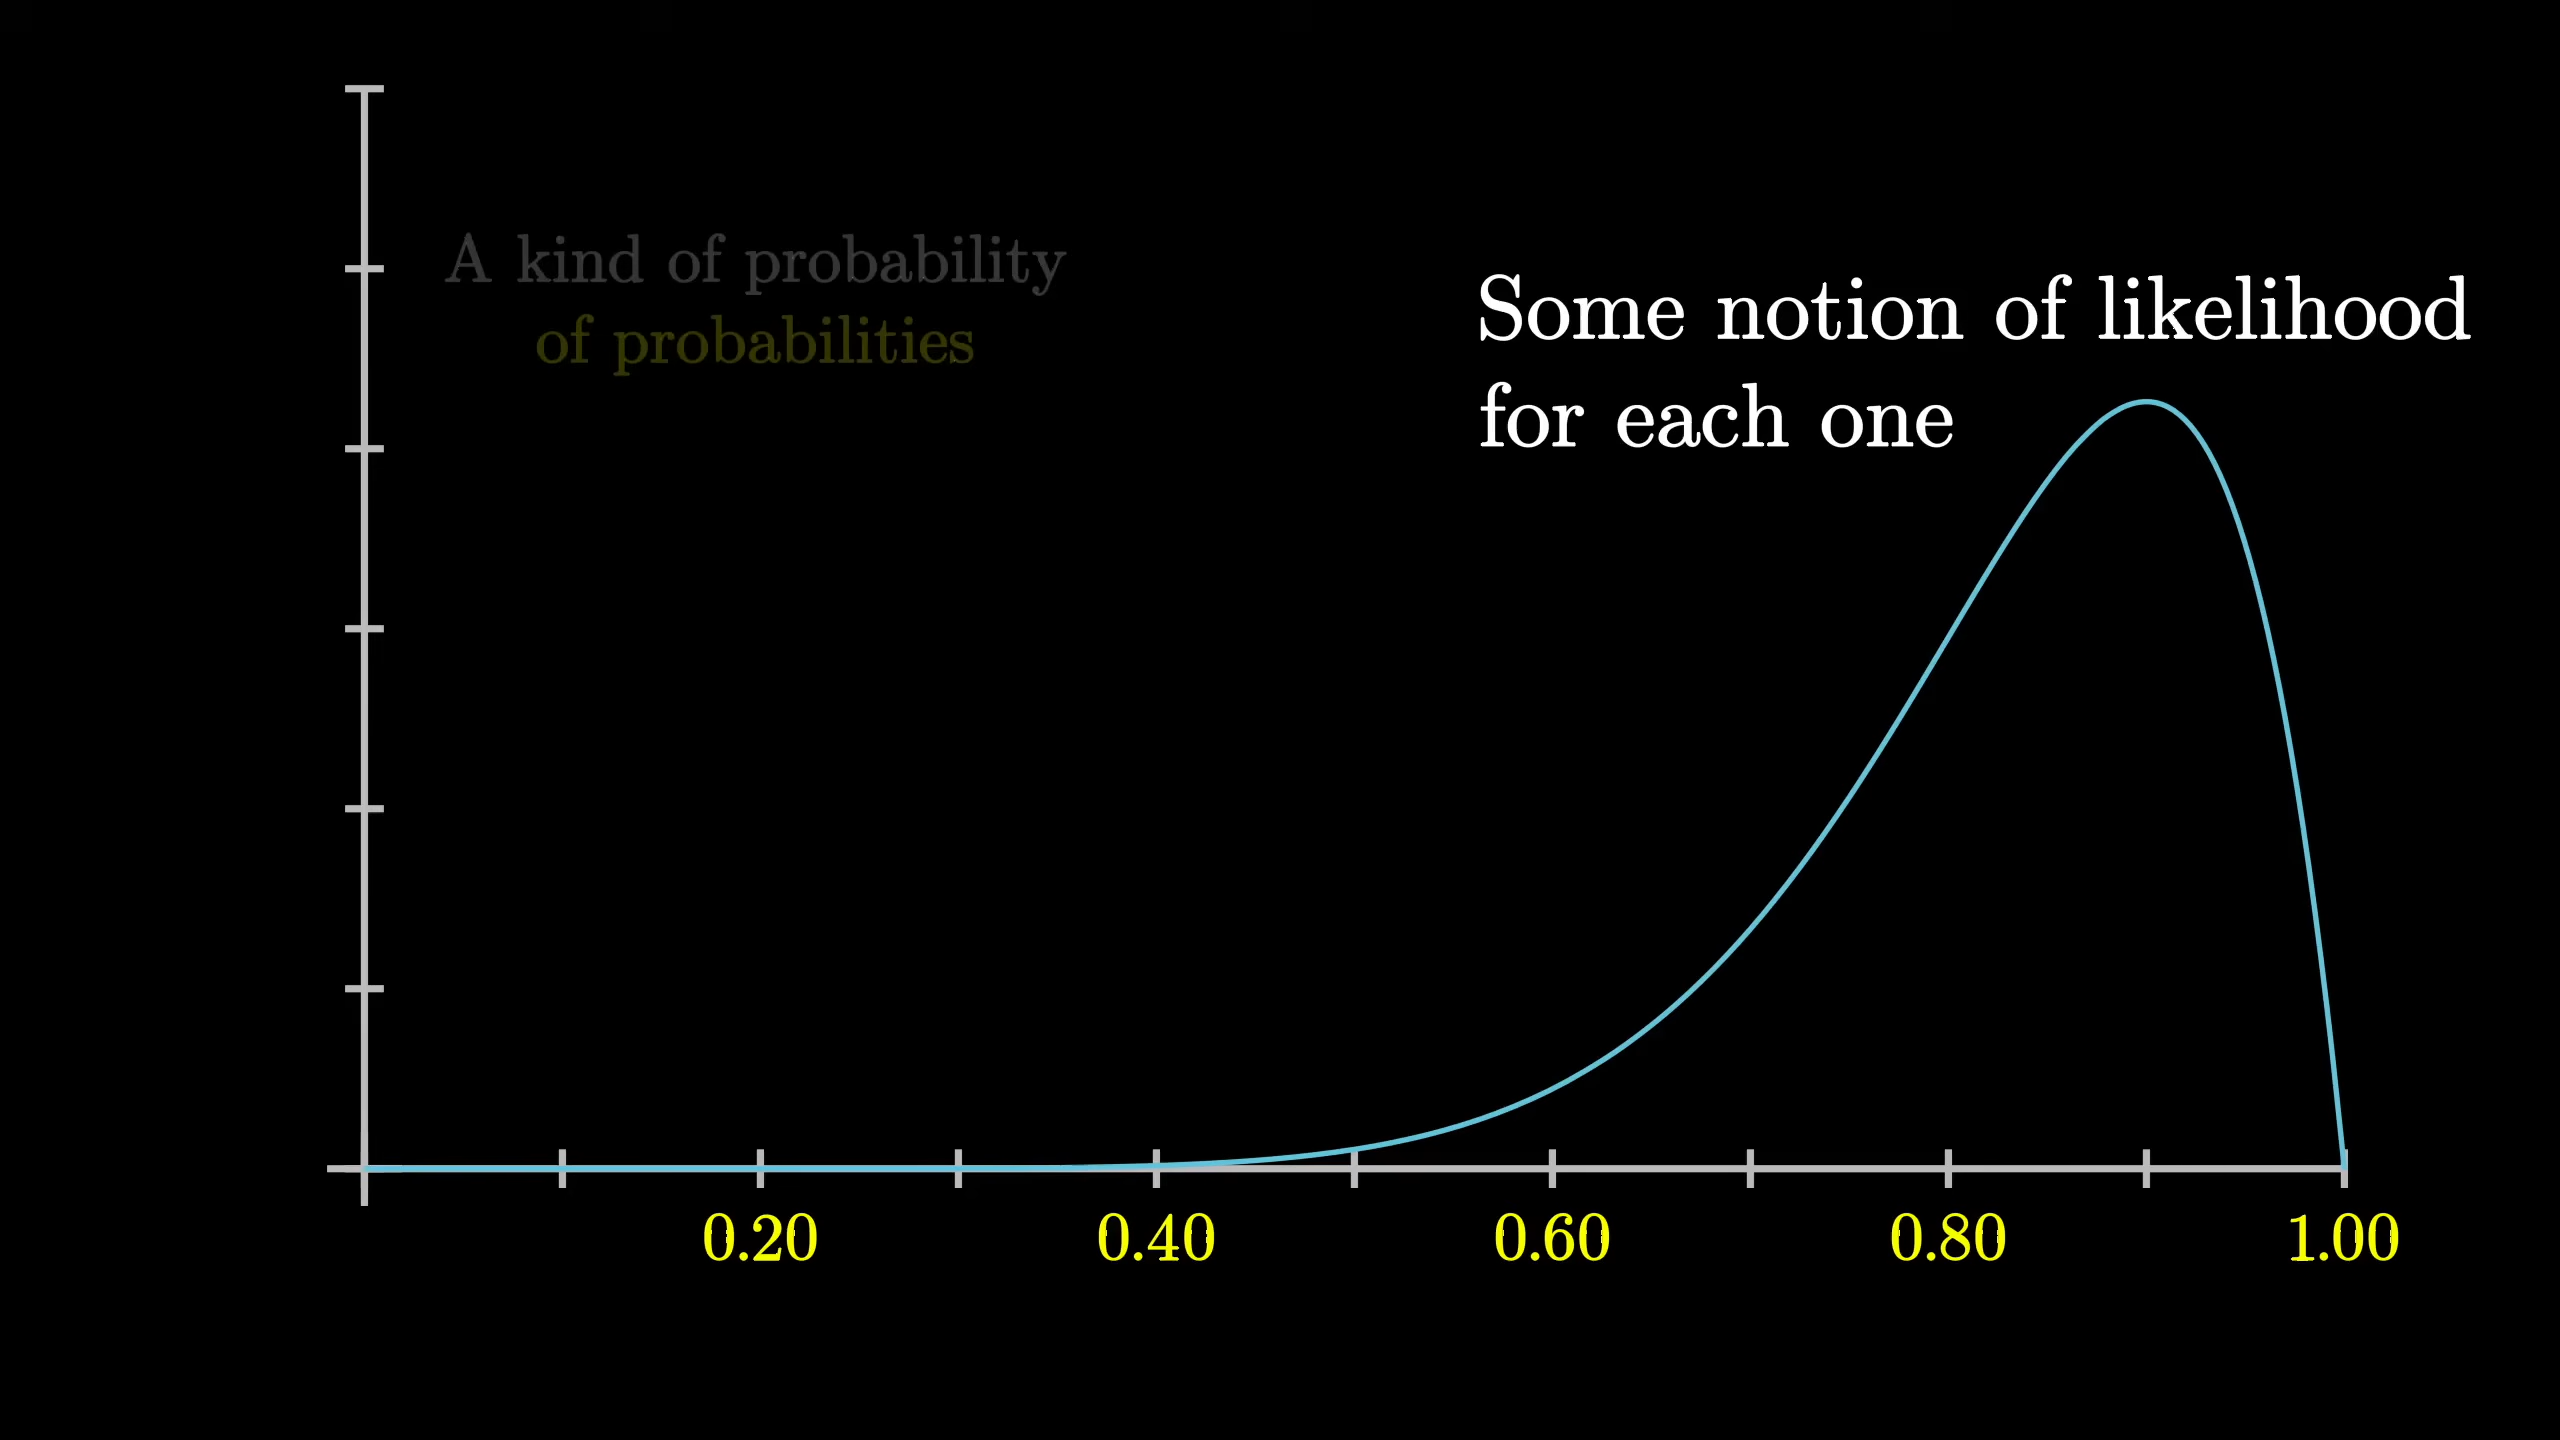 A kind of probability
of probabilities
Some notion of likelihood
for each one
0.20 0.40 0.60 0.80 1.00